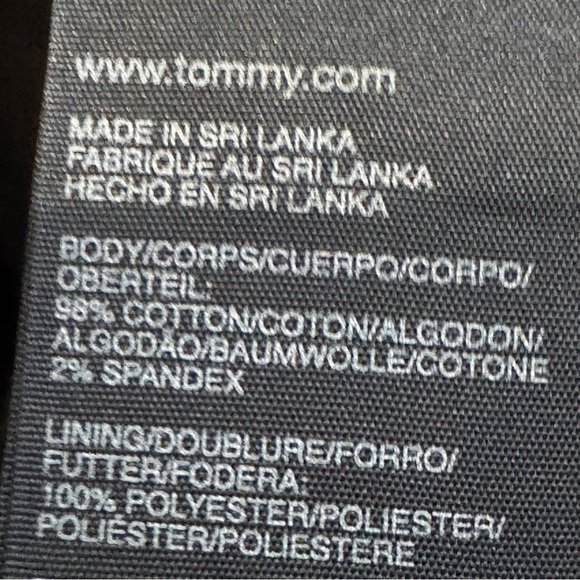 www.tommy.com
MADE IN SRI LANKA
FABRIQUE AU SRI LANKA
HECHO EN SRI LANKA
BODY/CORPS/CUERPO/CORPO/
OBERTEIL:
98% COTTON/COTON/ALGODON/
ALGODÃO/BAUMWOLLE/COTONE
2% SPANDEX
LINING/DOUBLURE/FORRO/
FUTTER/FODERA:
100% POLYESTER/POLIESTER/
POLIÉSTER/POLIESTERE